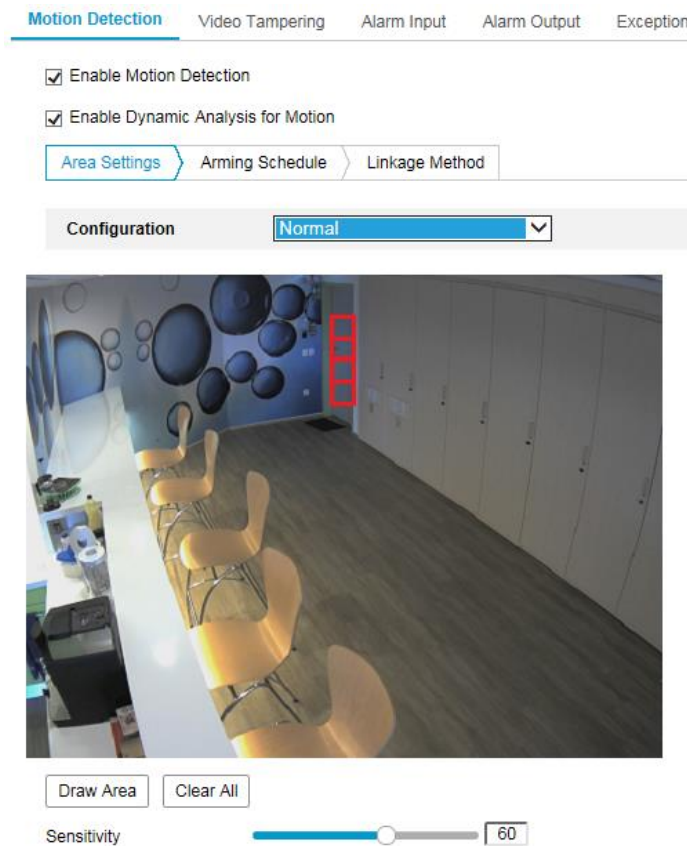 Motion Detection Video Tampering Alarm Input Alarm Output Exception
Enable Motion Detection
Enable Dynamic Analysis for Motion
Area Settings Arming Schedule Linkage Method
Configuration Normal
Draw Area Clear All
Sensitivity 60